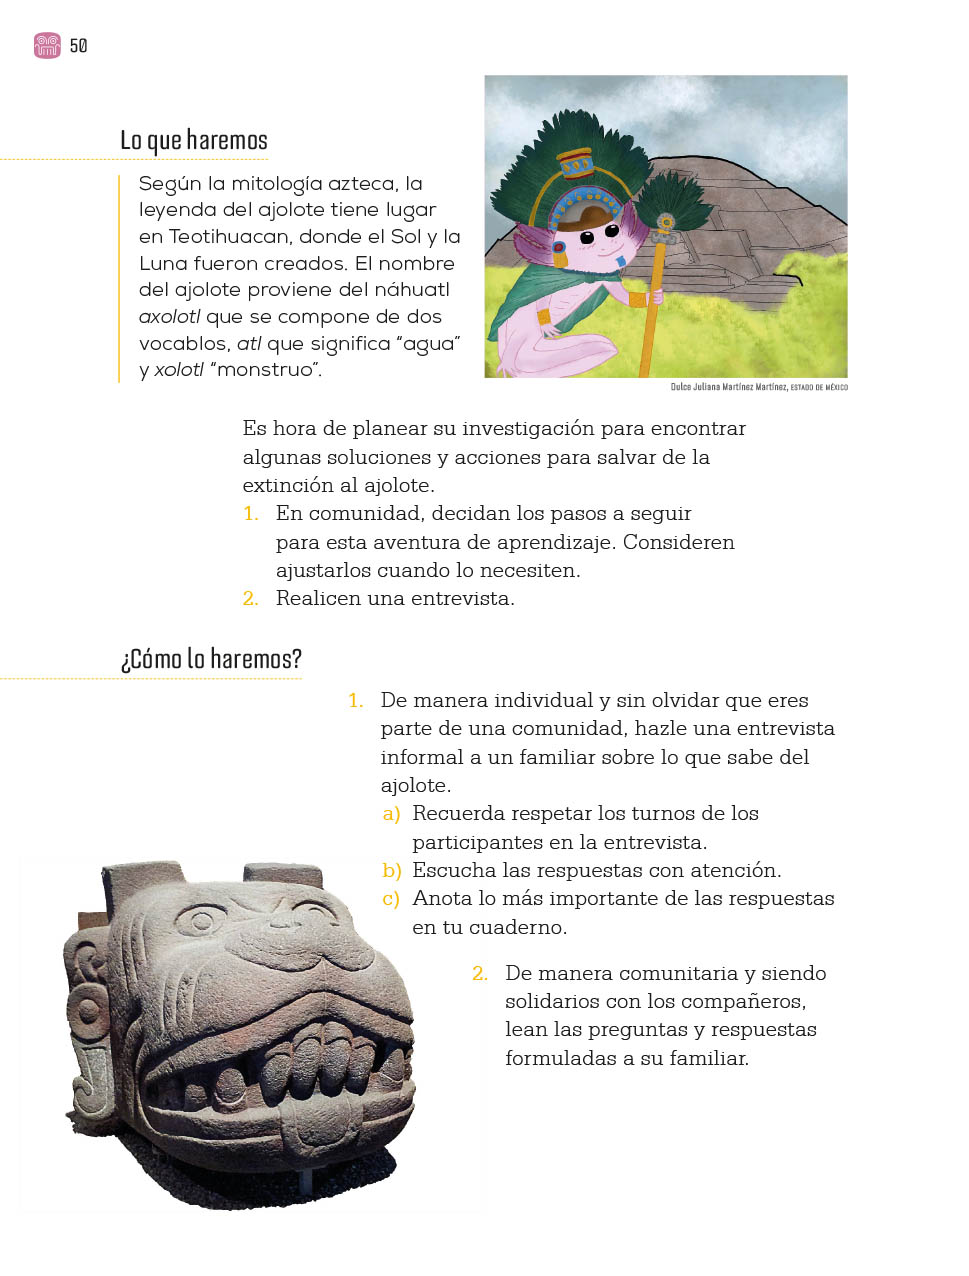 50
Lo que haremos
Según la mitología azteca, la
leyenda del ajolote tiene lugar
en Teotihuacan, donde el Sol y la
Luna fueron creados. El nombre
del ajolote proviene del náhuatl
axolotl que se compone de dos
vocablos, atl que significa “agua”
y xolotl “monstruo”.
Dulce Juliana Martínez Martínez, ESTADO DE MÉXICO
Es hora de planear su investigación para encontrar
algunas soluciones y acciones para salvar de la
extinción al ajolote.
1. En comunidad, decidan los pasos a seguir
para esta aventura de aprendizaje. Consideren
ajustarlos cuando lo necesiten.
2. Realicen una entrevista.
¿Cómo lo haremos?
1. De manera individual y sin olvidar que eres
parte de una comunidad, hazle una entrevista
informal a un familiar sobre lo que sabe del
ajolote.
a) Recuerda respetar los turnos de los
participantes en la entrevista.
b) Escucha las respuestas con atención.
c) Anota lo más importante de las respuestas
en tu cuaderno.
2. De manera comunitaria y siendo
solidarios con los compañeros,
lean las preguntas y respuestas
formuladas a su familiar.